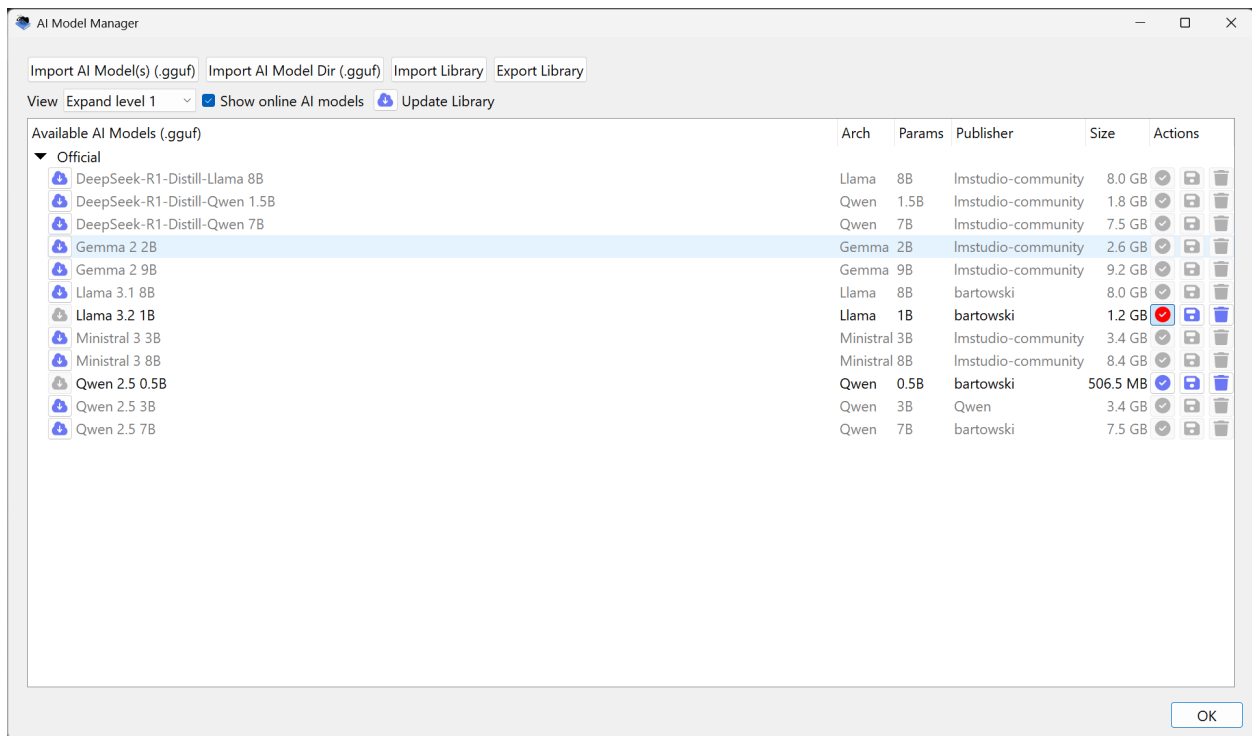 AI Model Manager
Import AI Model(s) (.gguf) Import AI Model Dir (.gguf) Import Library Export Library
View Expand level 1 Show online AI models Update Library
Available AI Models (.gguf) Arch Params Publisher Size Actions
Official
DeepSeek-R1-Distill-Llama 8B Llama 8B lmstudio-community 8.0 GB
DeepSeek-R1-Distill-Qwen 1.5B Qwen 1.5B lmstudio-community 1.8 GB
DeepSeek-R1-Distill-Qwen 7B Qwen 7B lmstudio-community 7.5 GB
Gemma 2 2B Gemma 2B lmstudio-community 2.6 GB
Gemma 2 9B Gemma 9B lmstudio-community 9.2 GB
Llama 3.1 8B Llama 8B bartowski 8.0 GB
Llama 3.2 1B Llama 1B bartowski 1.2 GB
Ministral 3 3B Ministral 3B lmstudio-community 3.4 GB
Ministral 3 8B Ministral 8B lmstudio-community 8.4 GB
Qwen 2.5 0.5B Qwen 0.5B bartowski 506.5 MB
Qwen 2.5 3B Qwen 3B Qwen 3.4 GB
Qwen 2.5 7B Qwen 7B bartowski 7.5 GB
OK